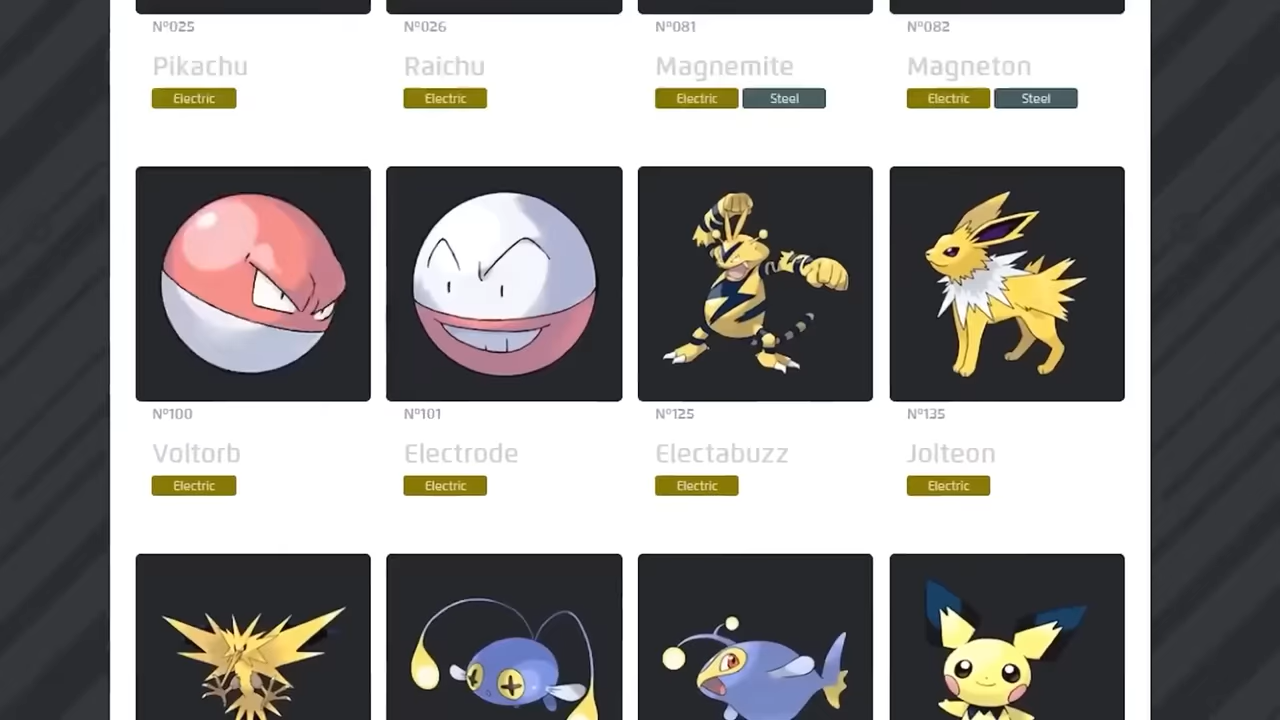 Nº025 Nº026 Nº081 Nº082
Pikachu Raichu Magnemite Magneton
Electric Electric Electric Steel Electric Steel
Nº100 Nº101 Nº125 Nº135
Voltorb Electrode Electabuzz Jolteon
Electric Electric Electric Electric